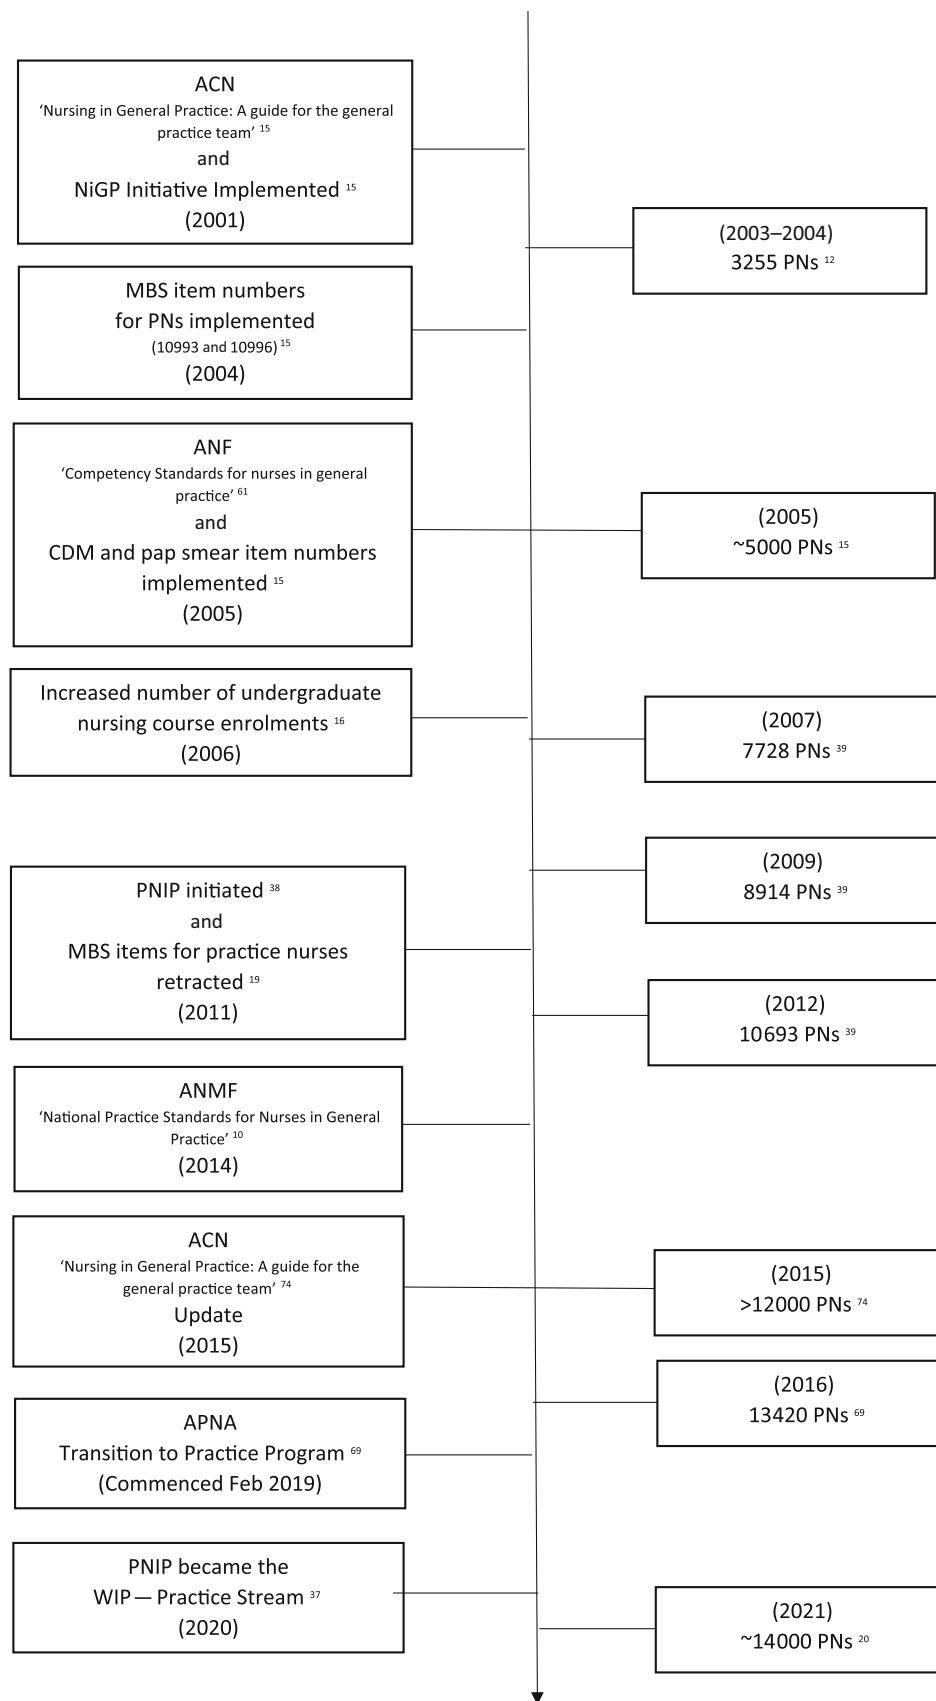 ACN
‘Nursing in General Practice: A guide for the general
practice team’ 15
and
NiGP Initiative Implemented 15
(2001)
(2003–2004)
3255 PNs 12
MBS item numbers
for PNs implemented
(10993 and 10996) 15
(2004)
ANF
‘Competency Standards for nurses in general
practice’ 61
and
CDM and pap smear item numbers
implemented 15
(2005)
(2005)
~5000 PNs 15
Increased number of undergraduate
nursing course enrolments 16
(2006)
(2007)
7728 PNs 39
(2009)
8914 PNs 39
PNIP initiated 38
and
MBS items for practice nurses
retracted 19
(2011)
(2012)
10693 PNs 39
ANMF
‘National Practice Standards for Nurses in General
Practice’ 10
(2014)
ACN
‘Nursing in General Practice: A guide for the
general practice team’ 74
Update
(2015)
(2015)
>12000 PNs 74
(2016)
13420 PNs 69
APNA
Transition to Practice Program 69
(Commenced Feb 2019)
PNIP became the
WIP — Practice Stream 37
(2020)
(2021)
~14000 PNs 20